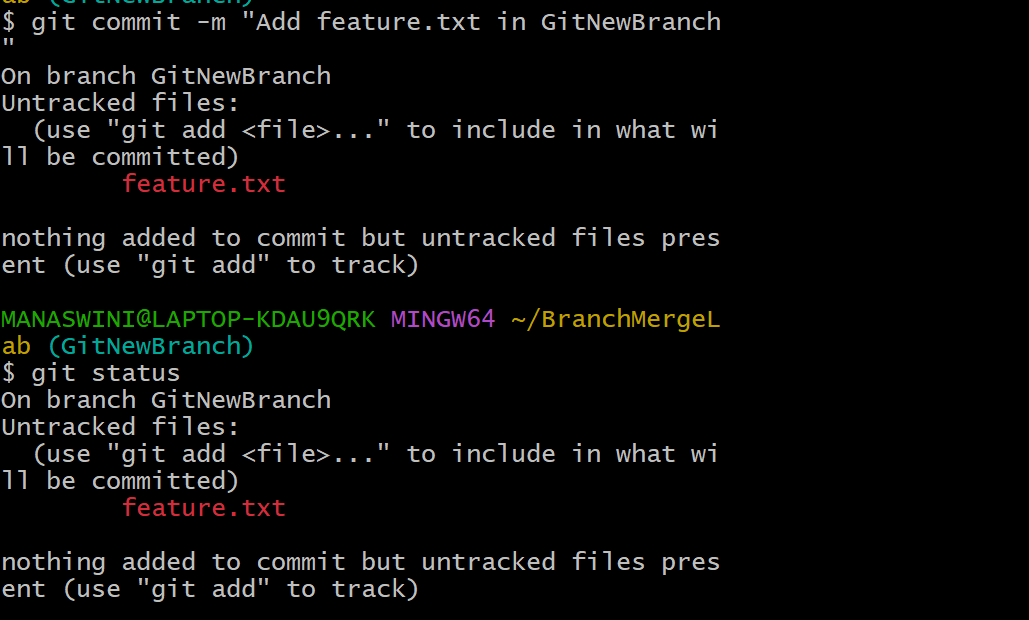 ab (GitNewBranch)
$ git commit -m "Add feature.txt in GitNewBranch
"
On branch GitNewBranch
Untracked files:
  (use "git add <file>..." to include in what wi
ll be committed)
        feature.txt

nothing added to commit but untracked files pres
ent (use "git add" to track)

MANASWINI@LAPTOP-KDAU9QRK MINGW64 ~/BranchMergeL
ab (GitNewBranch)
$ git status
On branch GitNewBranch
Untracked files:
  (use "git add <file>..." to include in what wi
ll be committed)
        feature.txt

nothing added to commit but untracked files pres
ent (use "git add" to track)